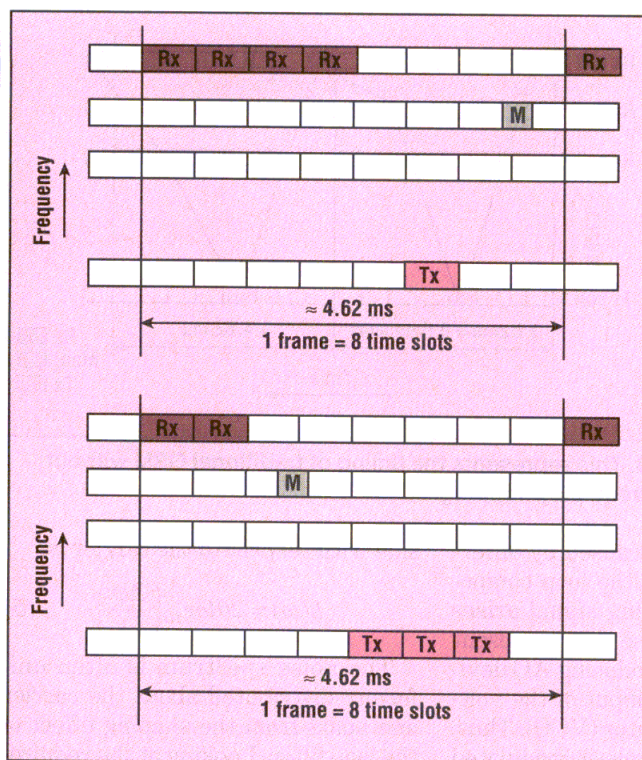 Rx Rx Rx Rx Rx
M
Frequency
Tx
≈ 4.62 ms
1 frame = 8 time slots
Rx Rx Rx
M
Frequency
Tx Tx Tx
≈ 4.62 ms
1 frame = 8 time slots